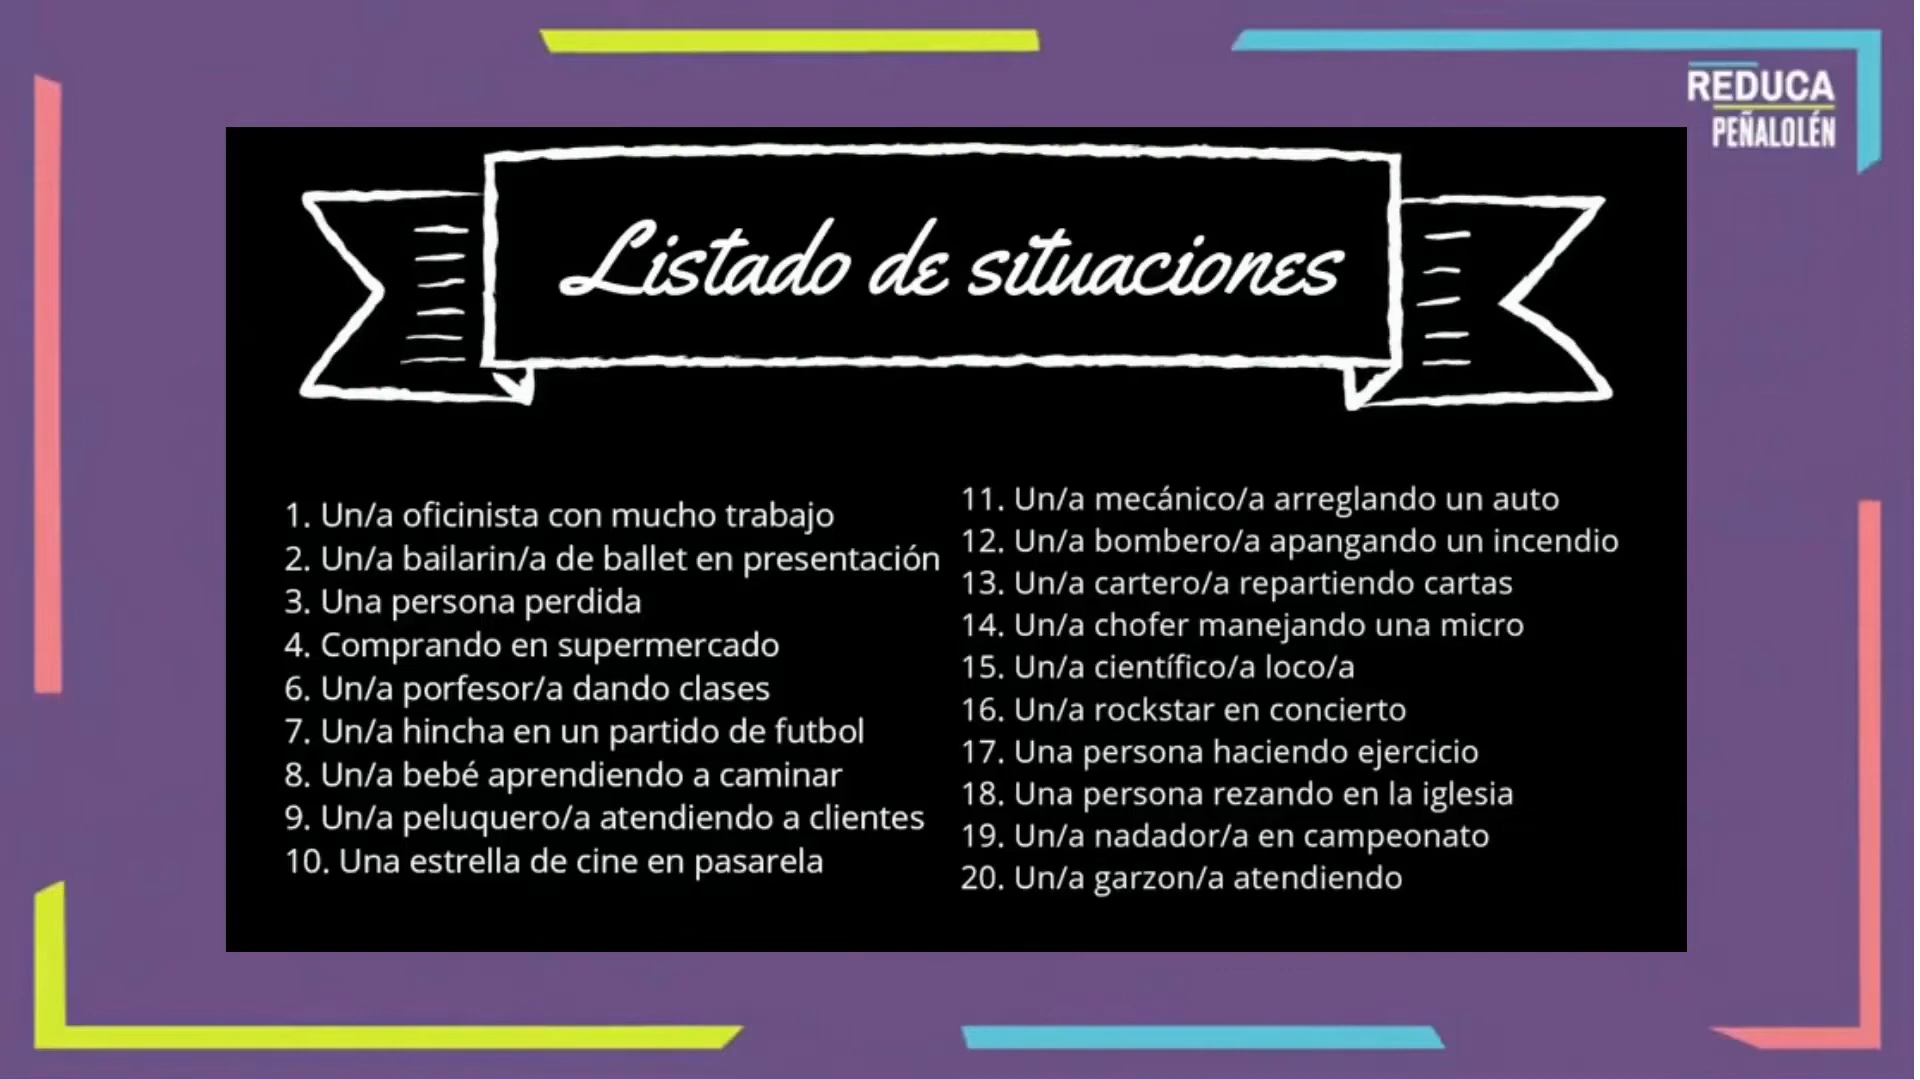 REDUCA
PEÑALOLÉN
Listado de situaciones
1. Un/a oficinista con mucho trabajo
2. Un/a bailarin/a de ballet en presentación
3. Una persona perdida
4. Comprando en supermercado
6. Un/a porfesor/a dando clases
7. Un/a hincha en un partido de futbol
8. Un/a bebé aprendiendo a caminar
9. Un/a peluquero/a atendiendo a clientes
10. Una estrella de cine en pasarela
11. Un/a mecánico/a arreglando un auto
12. Un/a bombero/a apangando un incendio
13. Un/a cartero/a repartiendo cartas
14. Un/a chofer manejando una micro
15. Un/a científico/a loco/a
16. Un/a rockstar en concierto
17. Una persona haciendo ejercicio
18. Una persona rezando en la iglesia
19. Un/a nadador/a en campeonato
20. Un/a garzon/a atendiendo